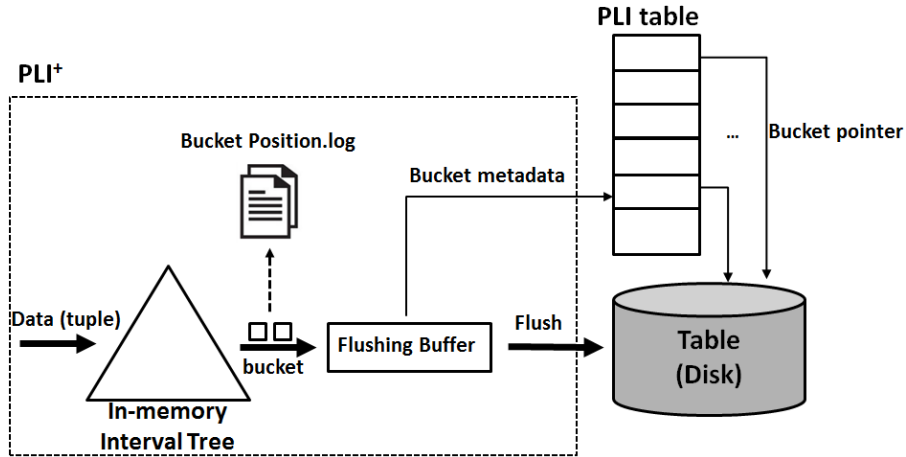 PLI table
PLI⁺
Bucket Position.log
...
Bucket pointer
Bucket metadata
Data (tuple)
bucket
Flushing Buffer
Flush
Table
(Disk)
In-memory
Interval Tree